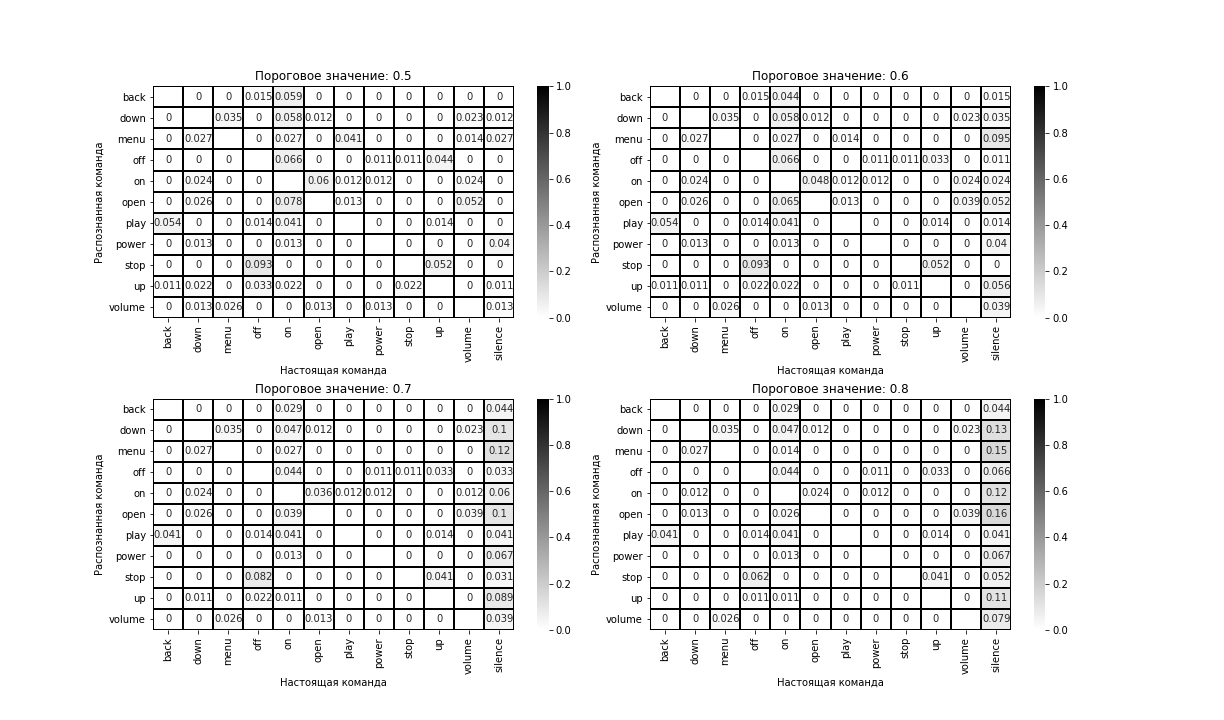 Пороговое значение: 0.5
Распознанная команда
back 0 0 0.015 0.059 0 0 0 0 0 0 0
down 0 0.035 0 0.058 0.012 0 0 0 0 0.023 0.012
menu 0 0.027 0 0.027 0 0.041 0 0 0 0.014 0.027
off 0 0 0 0.066 0 0 0.011 0.011 0.044 0 0
on 0 0.024 0 0 0.06 0.012 0.012 0 0 0.024 0
open 0 0.026 0 0 0.078 0.013 0 0 0 0.052 0
play 0.054 0 0 0.014 0.041 0 0 0 0.014 0 0
power 0 0.013 0 0 0.013 0 0 0 0 0 0.04
stop 0 0 0 0.093 0 0 0 0 0.052 0 0
up 0.011 0.022 0 0.033 0.022 0 0 0 0.022 0 0.011
volume 0 0.013 0.026 0 0 0.013 0 0.013 0 0 0.013
back down menu off on open play power stop up volume silence
Настоящая команда
1.0
0.8
0.6
0.4
0.2
0.0
Пороговое значение: 0.6
Распознанная команда
back 0 0 0.015 0.044 0 0 0 0 0 0 0.015
down 0 0.035 0 0.058 0.012 0 0 0 0 0.023 0.035
menu 0 0.027 0 0.027 0 0.014 0 0 0 0 0.095
off 0 0 0 0.066 0 0 0.011 0.011 0.033 0 0.011
on 0 0.024 0 0 0.048 0.012 0.012 0 0 0.024 0.024
open 0 0.026 0 0 0.065 0.013 0 0 0 0.039 0.052
play 0.054 0 0 0.014 0.041 0 0 0 0.014 0 0.014
power 0 0.013 0 0 0.013 0 0 0 0 0 0.04
stop 0 0 0 0.093 0 0 0 0 0.052 0 0
up 0.011 0.011 0 0.022 0.022 0 0 0 0.011 0 0.056
volume 0 0 0.026 0 0 0.013 0 0 0 0 0.039
back down menu off on open play power stop up volume silence
Настоящая команда
1.0
0.8
0.6
0.4
0.2
0.0
Пороговое значение: 0.7
Распознанная команда
back 0 0 0 0.029 0 0 0 0 0 0 0.044
down 0 0.035 0 0.047 0.012 0 0 0 0 0.023 0.1
menu 0 0.027 0 0.027 0 0 0 0 0 0 0.12
off 0 0 0 0.044 0 0 0.011 0.011 0.033 0 0.033
on 0 0.024 0 0 0.036 0.012 0.012 0 0 0.012 0.06
open 0 0.026 0 0 0.039 0 0 0 0 0.039 0.1
play 0.041 0 0 0.014 0.041 0 0 0 0.014 0 0.041
power 0 0 0 0 0.013 0 0 0 0 0 0.067
stop 0 0 0 0.082 0 0 0 0 0.041 0 0.031
up 0 0.011 0 0.022 0.011 0 0 0 0 0 0.089
volume 0 0 0.026 0 0 0.013 0 0 0 0 0.039
back down menu off on open play power stop up volume silence
Настоящая команда
1.0
0.8
0.6
0.4
0.2
0.0
Пороговое значение: 0.8
Распознанная команда
back 0 0 0 0.029 0 0 0 0 0 0 0.044
down 0 0.035 0 0.047 0.012 0 0 0 0 0.023 0.13
menu 0 0.027 0 0.014 0 0 0 0 0 0 0.15
off 0 0 0 0.044 0 0 0.011 0 0.033 0 0.066
on 0 0.012 0 0 0.024 0 0.012 0 0 0 0.12
open 0 0.013 0 0 0.026 0 0 0 0 0.039 0.16
play 0.041 0 0 0.014 0.041 0 0 0 0.014 0 0.041
power 0 0 0 0 0.013 0 0 0 0 0 0.067
stop 0 0 0 0.062 0 0 0 0 0.041 0 0.052
up 0 0 0 0.011 0.011 0 0 0 0 0 0.11
volume 0 0 0.026 0 0 0 0 0 0 0 0.079
back down menu off on open play power stop up volume silence
Настоящая команда
1.0
0.8
0.6
0.4
0.2
0.0